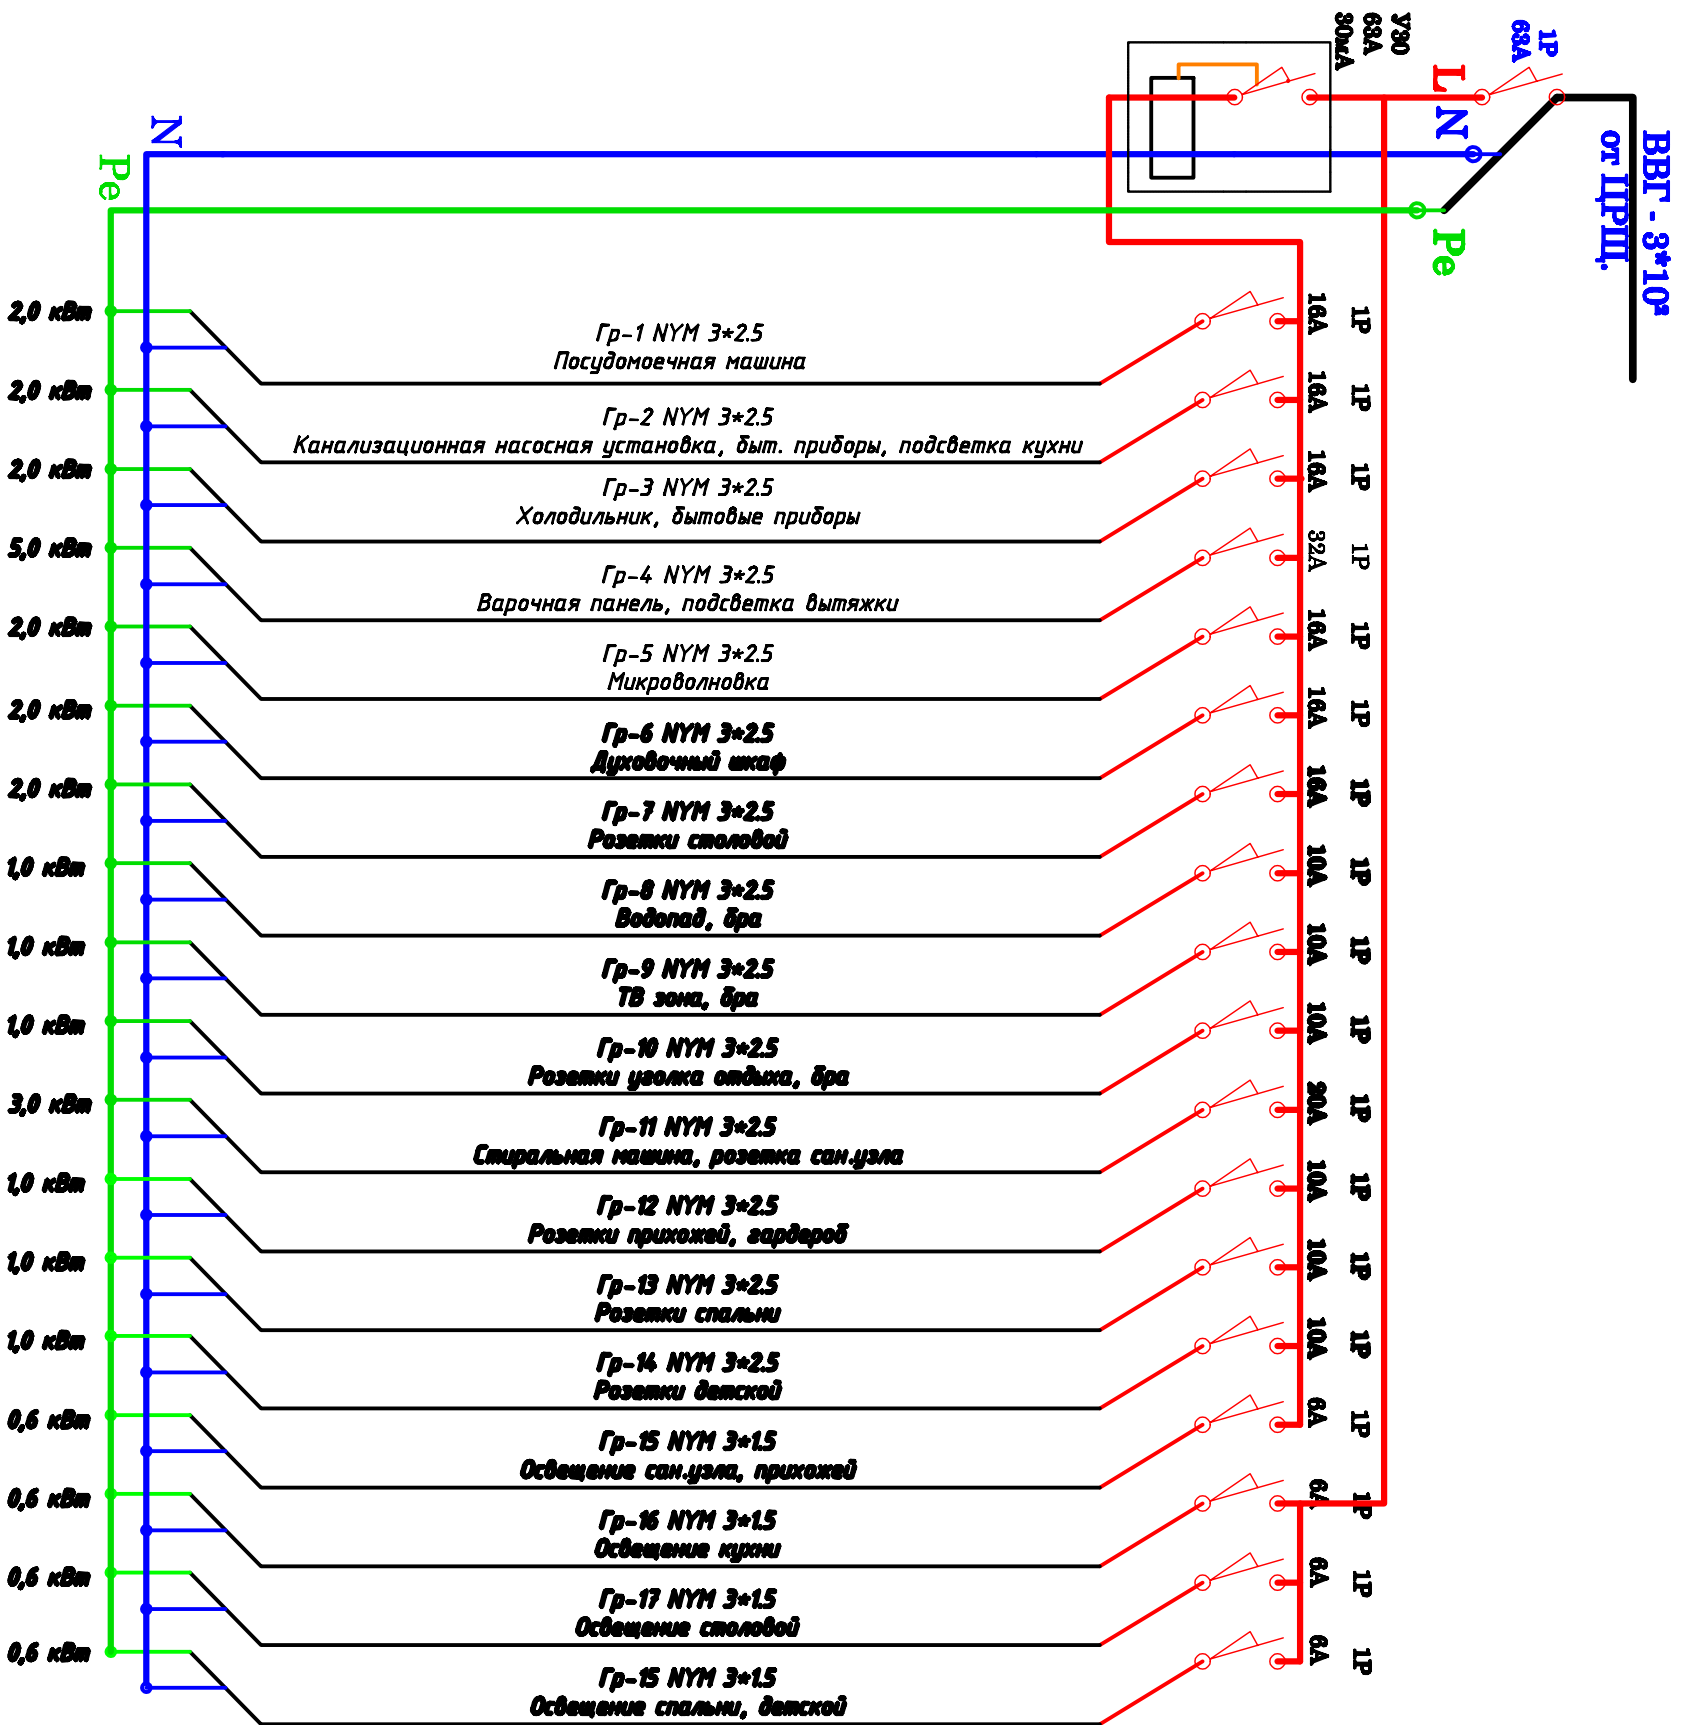 1P
63А
УЗО
63А
30мА
ВВГ - 3*10²
от ЦРЩ.
L
N
Pe
N
Pe
2,0 кВт
Гр-1 NYM 3*2.5
Посудомоечная машина
16А
1P
2,0 кВт
Гр-2 NYM 3*2.5
Канализационная насосная установка, быт. приборы, подсветка кухни
16А
1P
2,0 кВт
Гр-3 NYM 3*2.5
Холодильник, бытовые приборы
16А
1P
5,0 кВт
Гр-4 NYM 3*2.5
Варочная панель, подсветка вытяжки
32А
1P
2,0 кВт
Гр-5 NYM 3*2.5
Микроволновка
16А
1P
2,0 кВт
Гр-6 NYM 3*2.5
Духовочный шкаф
16А
1P
2,0 кВт
Гр-7 NYM 3*2.5
Розетки столовой
16А
1P
1,0 кВт
Гр-8 NYM 3*2.5
Водопад, бра
10А
1P
1,0 кВт
Гр-9 NYM 3*2.5
ТВ зона, бра
10А
1P
1,0 кВт
Гр-10 NYM 3*2.5
Розетки уголка отдыха, бра
10А
1P
3,0 кВт
Гр-11 NYM 3*2.5
Стиральная машина, розетка сан.узла
20А
1P
1,0 кВт
Гр-12 NYM 3*2.5
Розетки прихожей, гардероб
10А
1P
1,0 кВт
Гр-13 NYM 3*2.5
Розетки спальни
10А
1P
1,0 кВт
Гр-14 NYM 3*2.5
Розетки детской
10А
1P
0,6 кВт
Гр-15 NYM 3*1.5
Освещение сан.узла, прихожей
6А
1P
0,6 кВт
Гр-16 NYM 3*1.5
Освещение кухни
6А
1P
0,6 кВт
Гр-17 NYM 3*1.5
Освещение столовой
6А
1P
0,6 кВт
Гр-15 NYM 3*1.5
Освещение спальни, детской
6А
1P